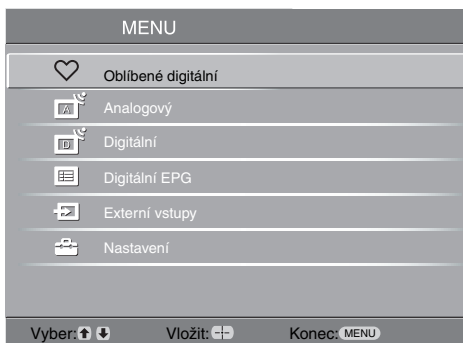 MENU
Oblíbené digitální
A Analogový
D Digitální
Digitální EPG
Externí vstupy
Nastavení
Vyber: Vložit: Konec: MENU